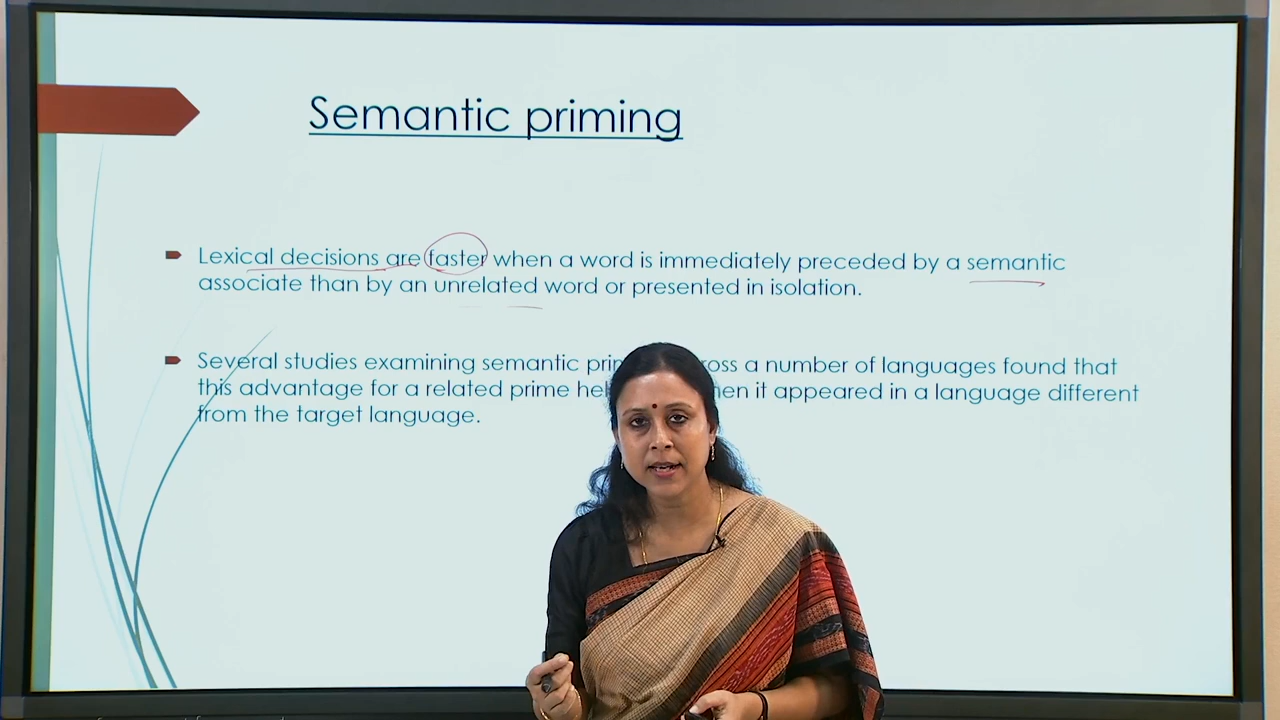 Semantic priming
Lexical decisions are faster when a word is immediately preceded by a semantic
associate than by an unrelated word or presented in isolation.
Several studies examining semantic across a number of languages found that
this advantage for a related prime when it appeared in a language different
from the target language.